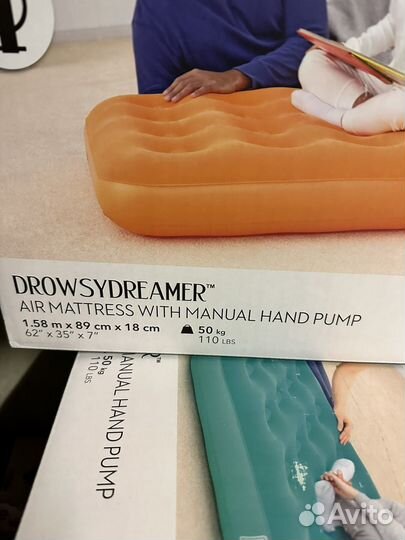 DROWSYDREAMER™
AIR MATTRESS WITH MANUAL HAND PUMP
1.58 m x 89 cm x 18 cm
50 kg
62" x 35" x 7"
110 LBS
R™
MANUAL HAND PUMP
50 kg
110 LBS
Avito